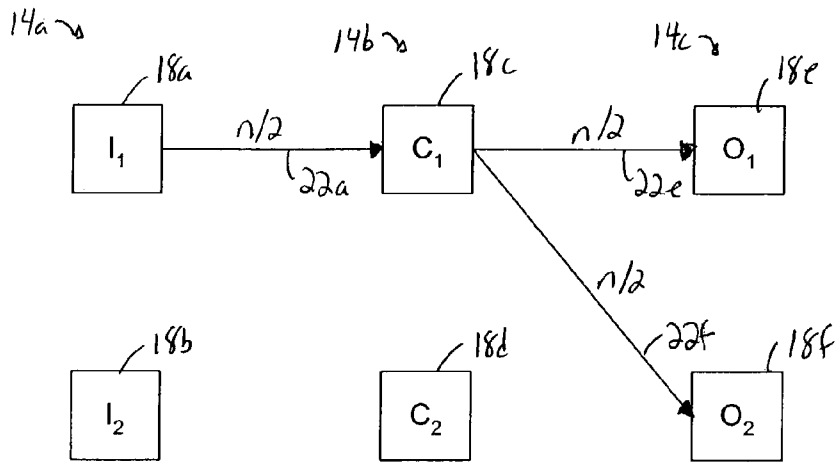 14a
14b
14c
18a
18c
18e
I₁
n/2
C₁
n/2
O₁
22a
22e
n/2
22f
18b
18d
18f
I₂
C₂
O₂